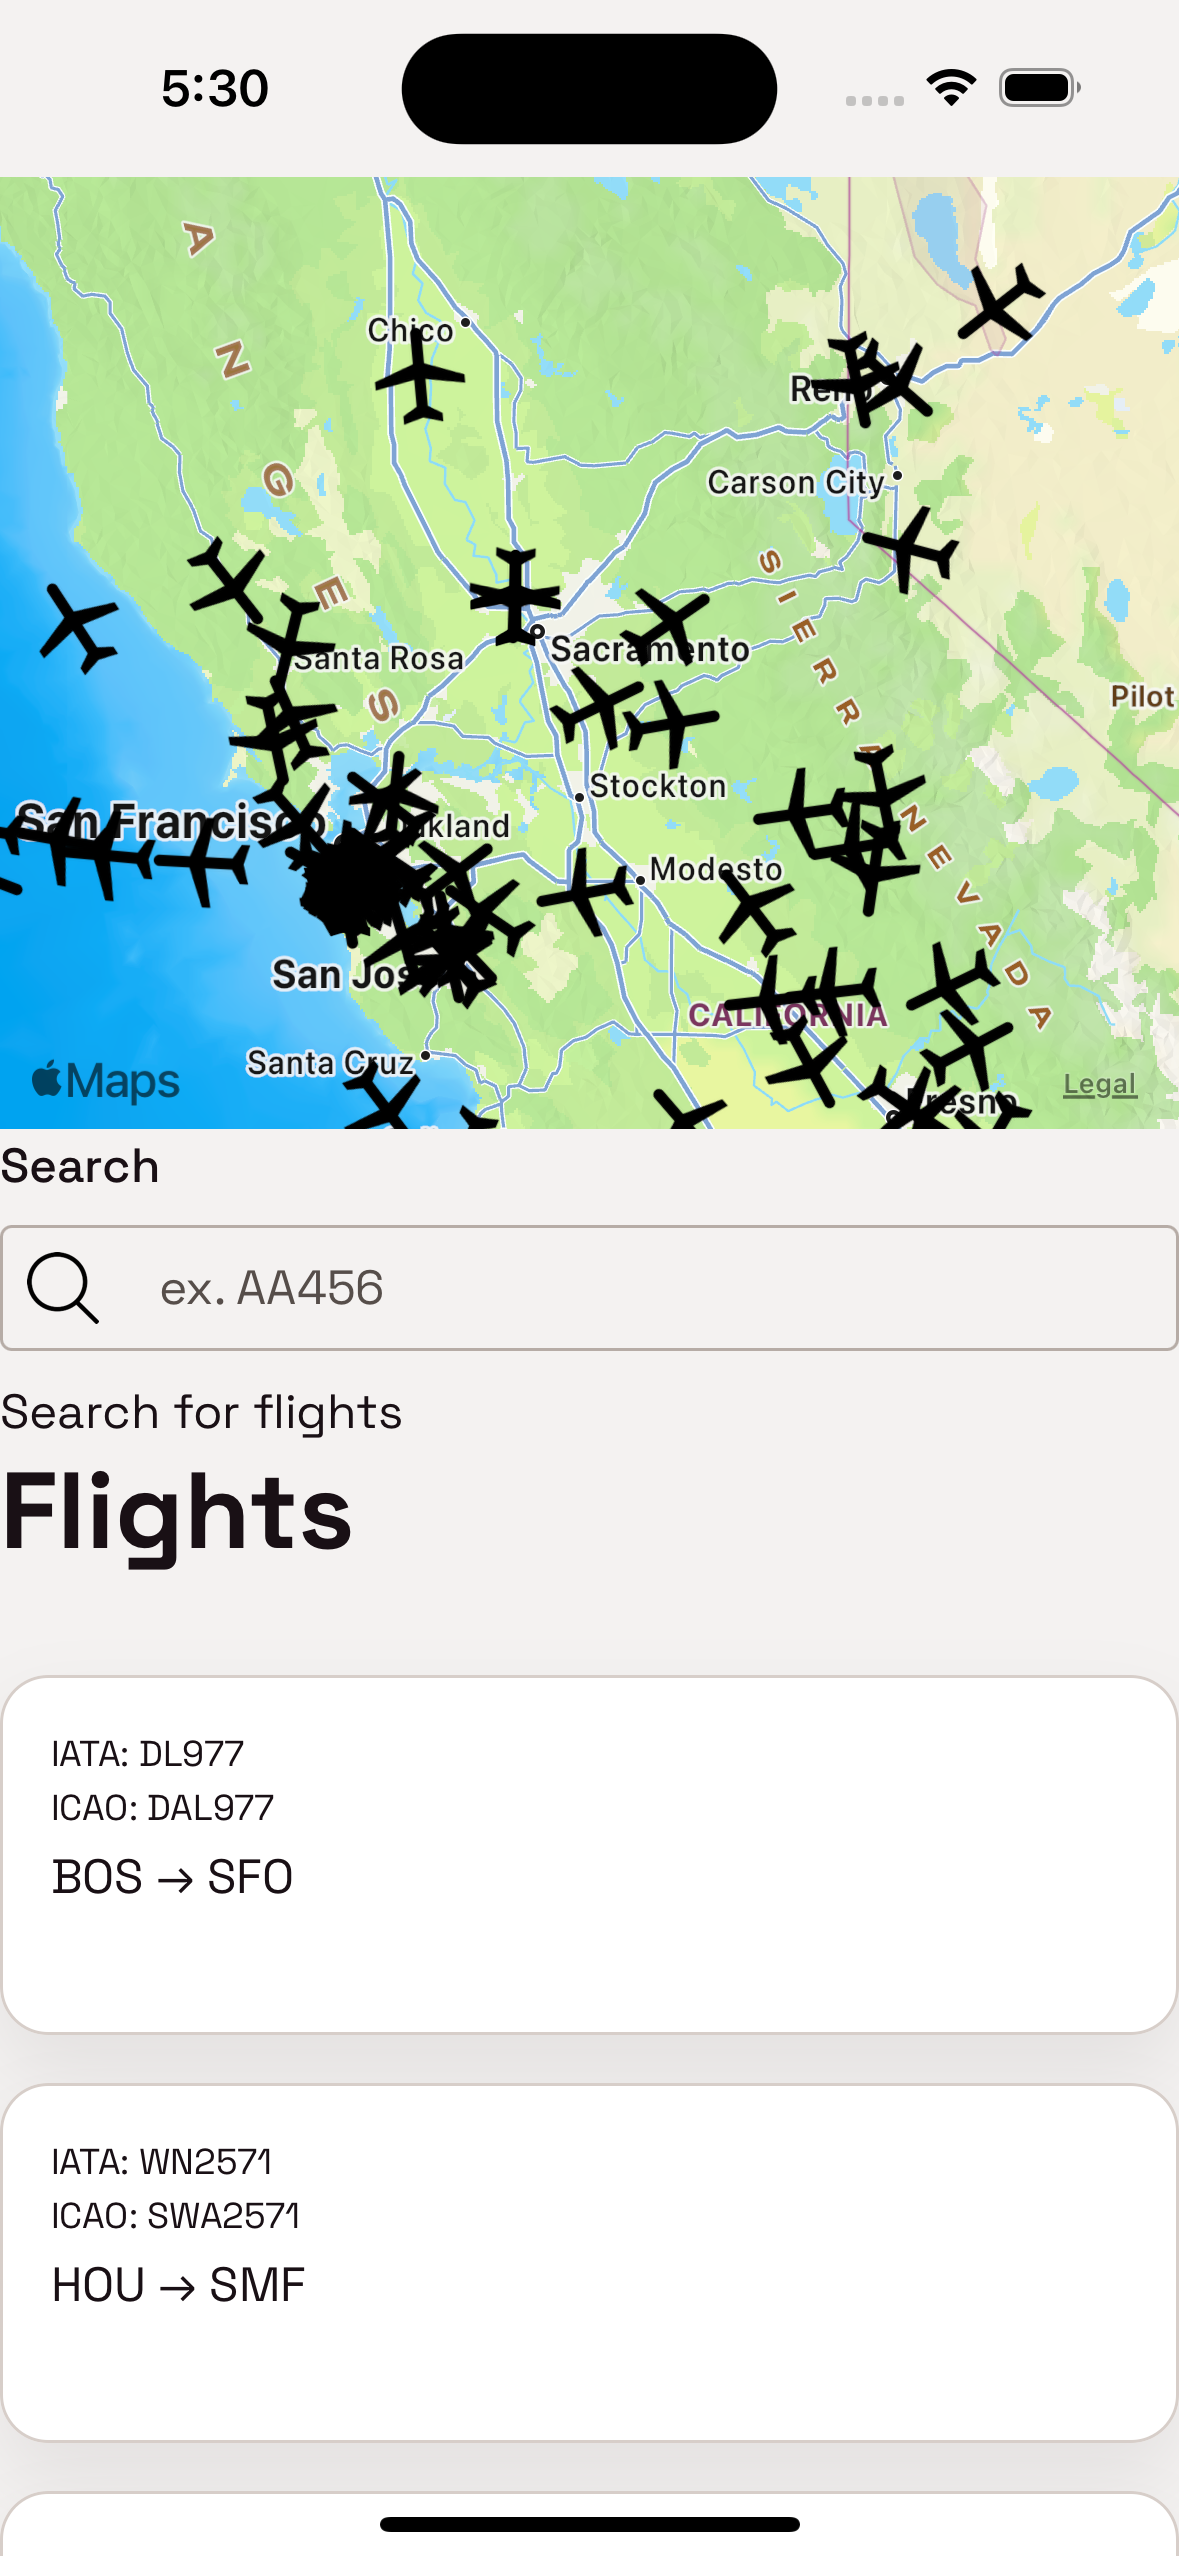 5:30
A
N
G
E
S
Chico
Reno
Carson City
Santa Rosa
Sacramento
SIERRA NEVADA
Pilot
Stockton
San Francisco
Oakland
Modesto
San Jose
CALIFORNIA
Santa Cruz
Fresno
Maps
Legal
Search
ex. AA456
Search for flights
Flights
IATA: DL977
ICAO: DAL977
BOS → SFO
IATA: WN2571
ICAO: SWA2571
HOU → SMF